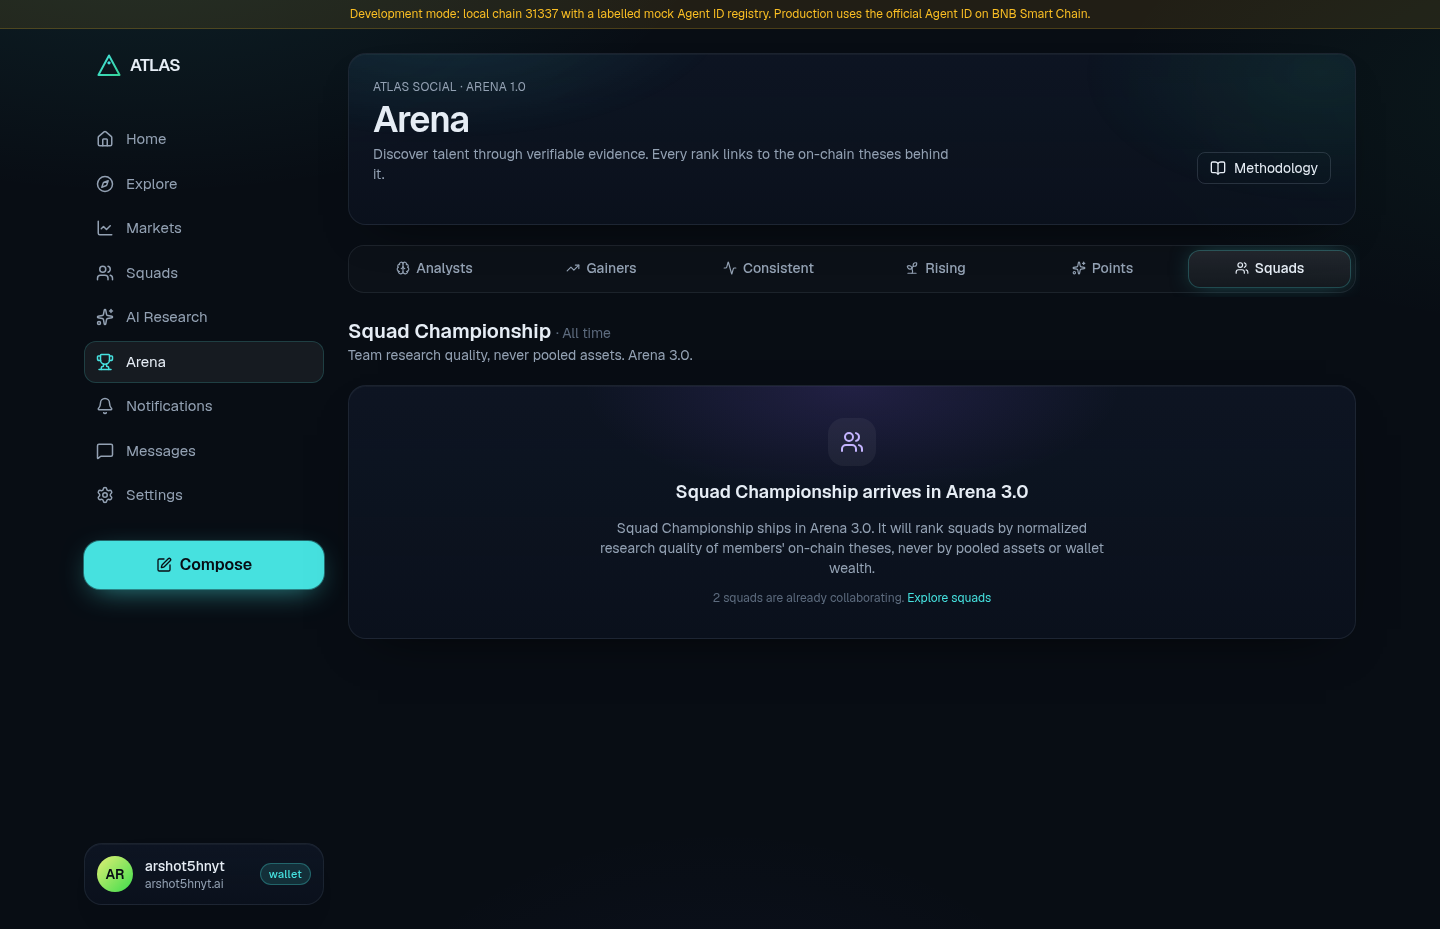 Development mode: local chain 31337 with a labelled mock Agent ID registry. Production uses the official Agent ID on BNB Smart Chain.
ATLAS
Home
Explore
Markets
Squads
AI Research
Arena
Notifications
Messages
Settings
Compose
AR
arshot5hnyt
arshot5hnyt.ai
wallet
ATLAS SOCIAL · ARENA 1.0
Arena
Discover talent through verifiable evidence. Every rank links to the on-chain theses behind
it.
Methodology
Analysts
Gainers
Consistent
Rising
Points
Squads
Squad Championship · All time
Team research quality, never pooled assets. Arena 3.0.
Squad Championship arrives in Arena 3.0
Squad Championship ships in Arena 3.0. It will rank squads by normalized
research quality of members' on-chain theses, never by pooled assets or wallet
wealth.
2 squads are already collaborating. Explore squads